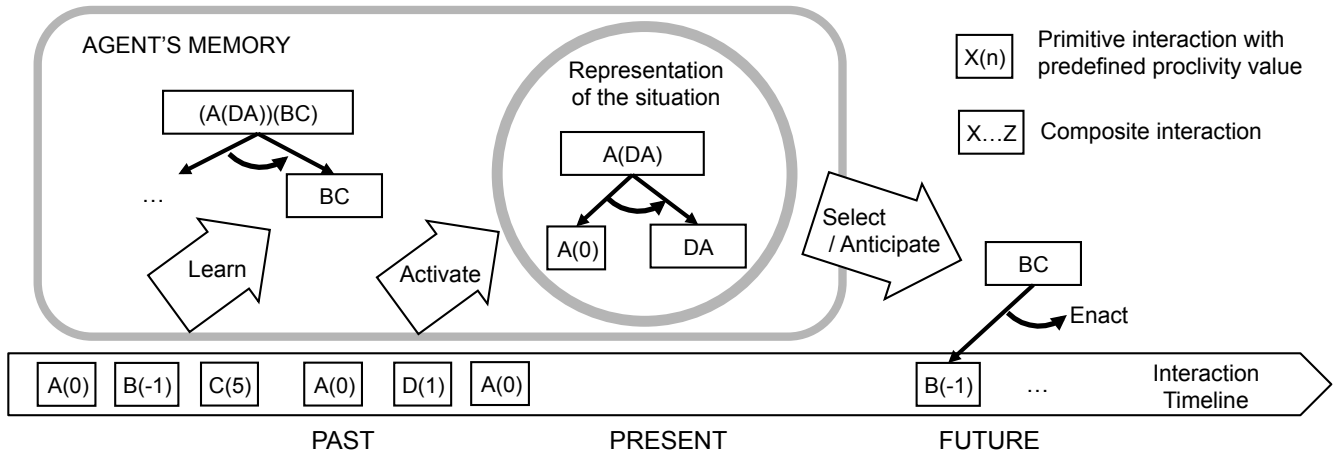 AGENT'S MEMORY
Representation
of the situation
X(n)
Primitive interaction with
predefined proclivity value
X…Z
Composite interaction
(A(DA))(BC)
…
BC
A(DA)
A(0)
DA
Learn
Activate
Select
/ Anticipate
BC
Enact
A(0) B(-1) C(5) A(0) D(1) A(0) B(-1) …
Interaction
Timeline
PAST PRESENT FUTURE